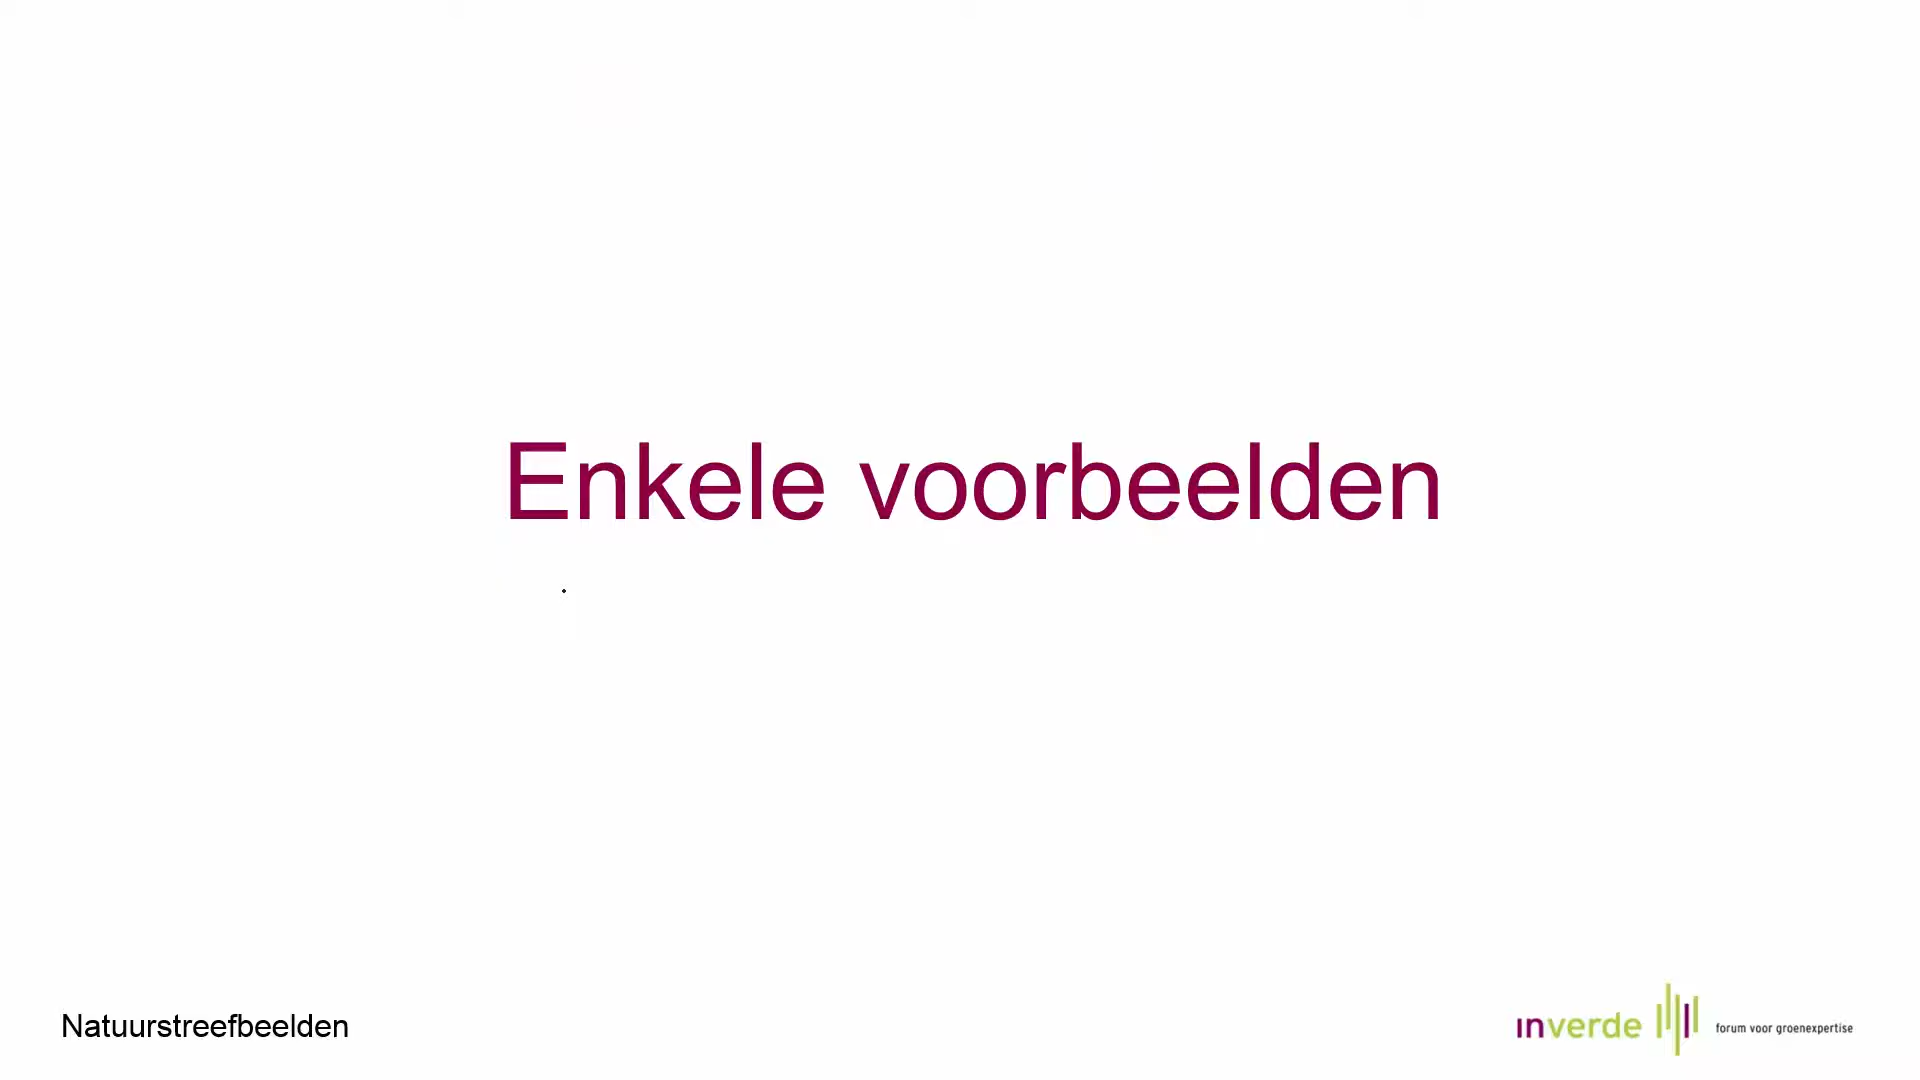 Enkele voorbeelden
Natuurstreefbeelden
inverde
forum voor groenexpertise